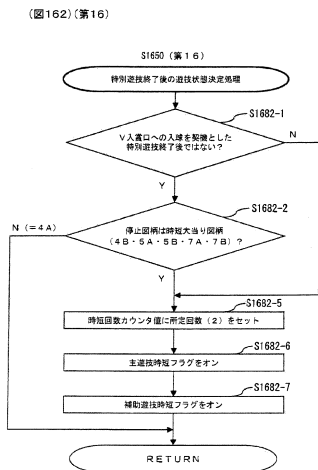 (図162)(第16)
S1650(第16)
特別遊技終了後の遊技状態決定処理
S1682-1
V入賞口への入球を契機とした
特別遊技終了後ではない?
N
Y
S1682-2
停止図柄は時短大当り図柄
(4B・5A・5B・7A・7B)?
N(=4A)
Y
S1682-5
時短回数カウンタ値に所定回数(2)をセット
S1682-6
主遊技時短フラグをオン
S1682-7
補助遊技時短フラグをオン
RETURN